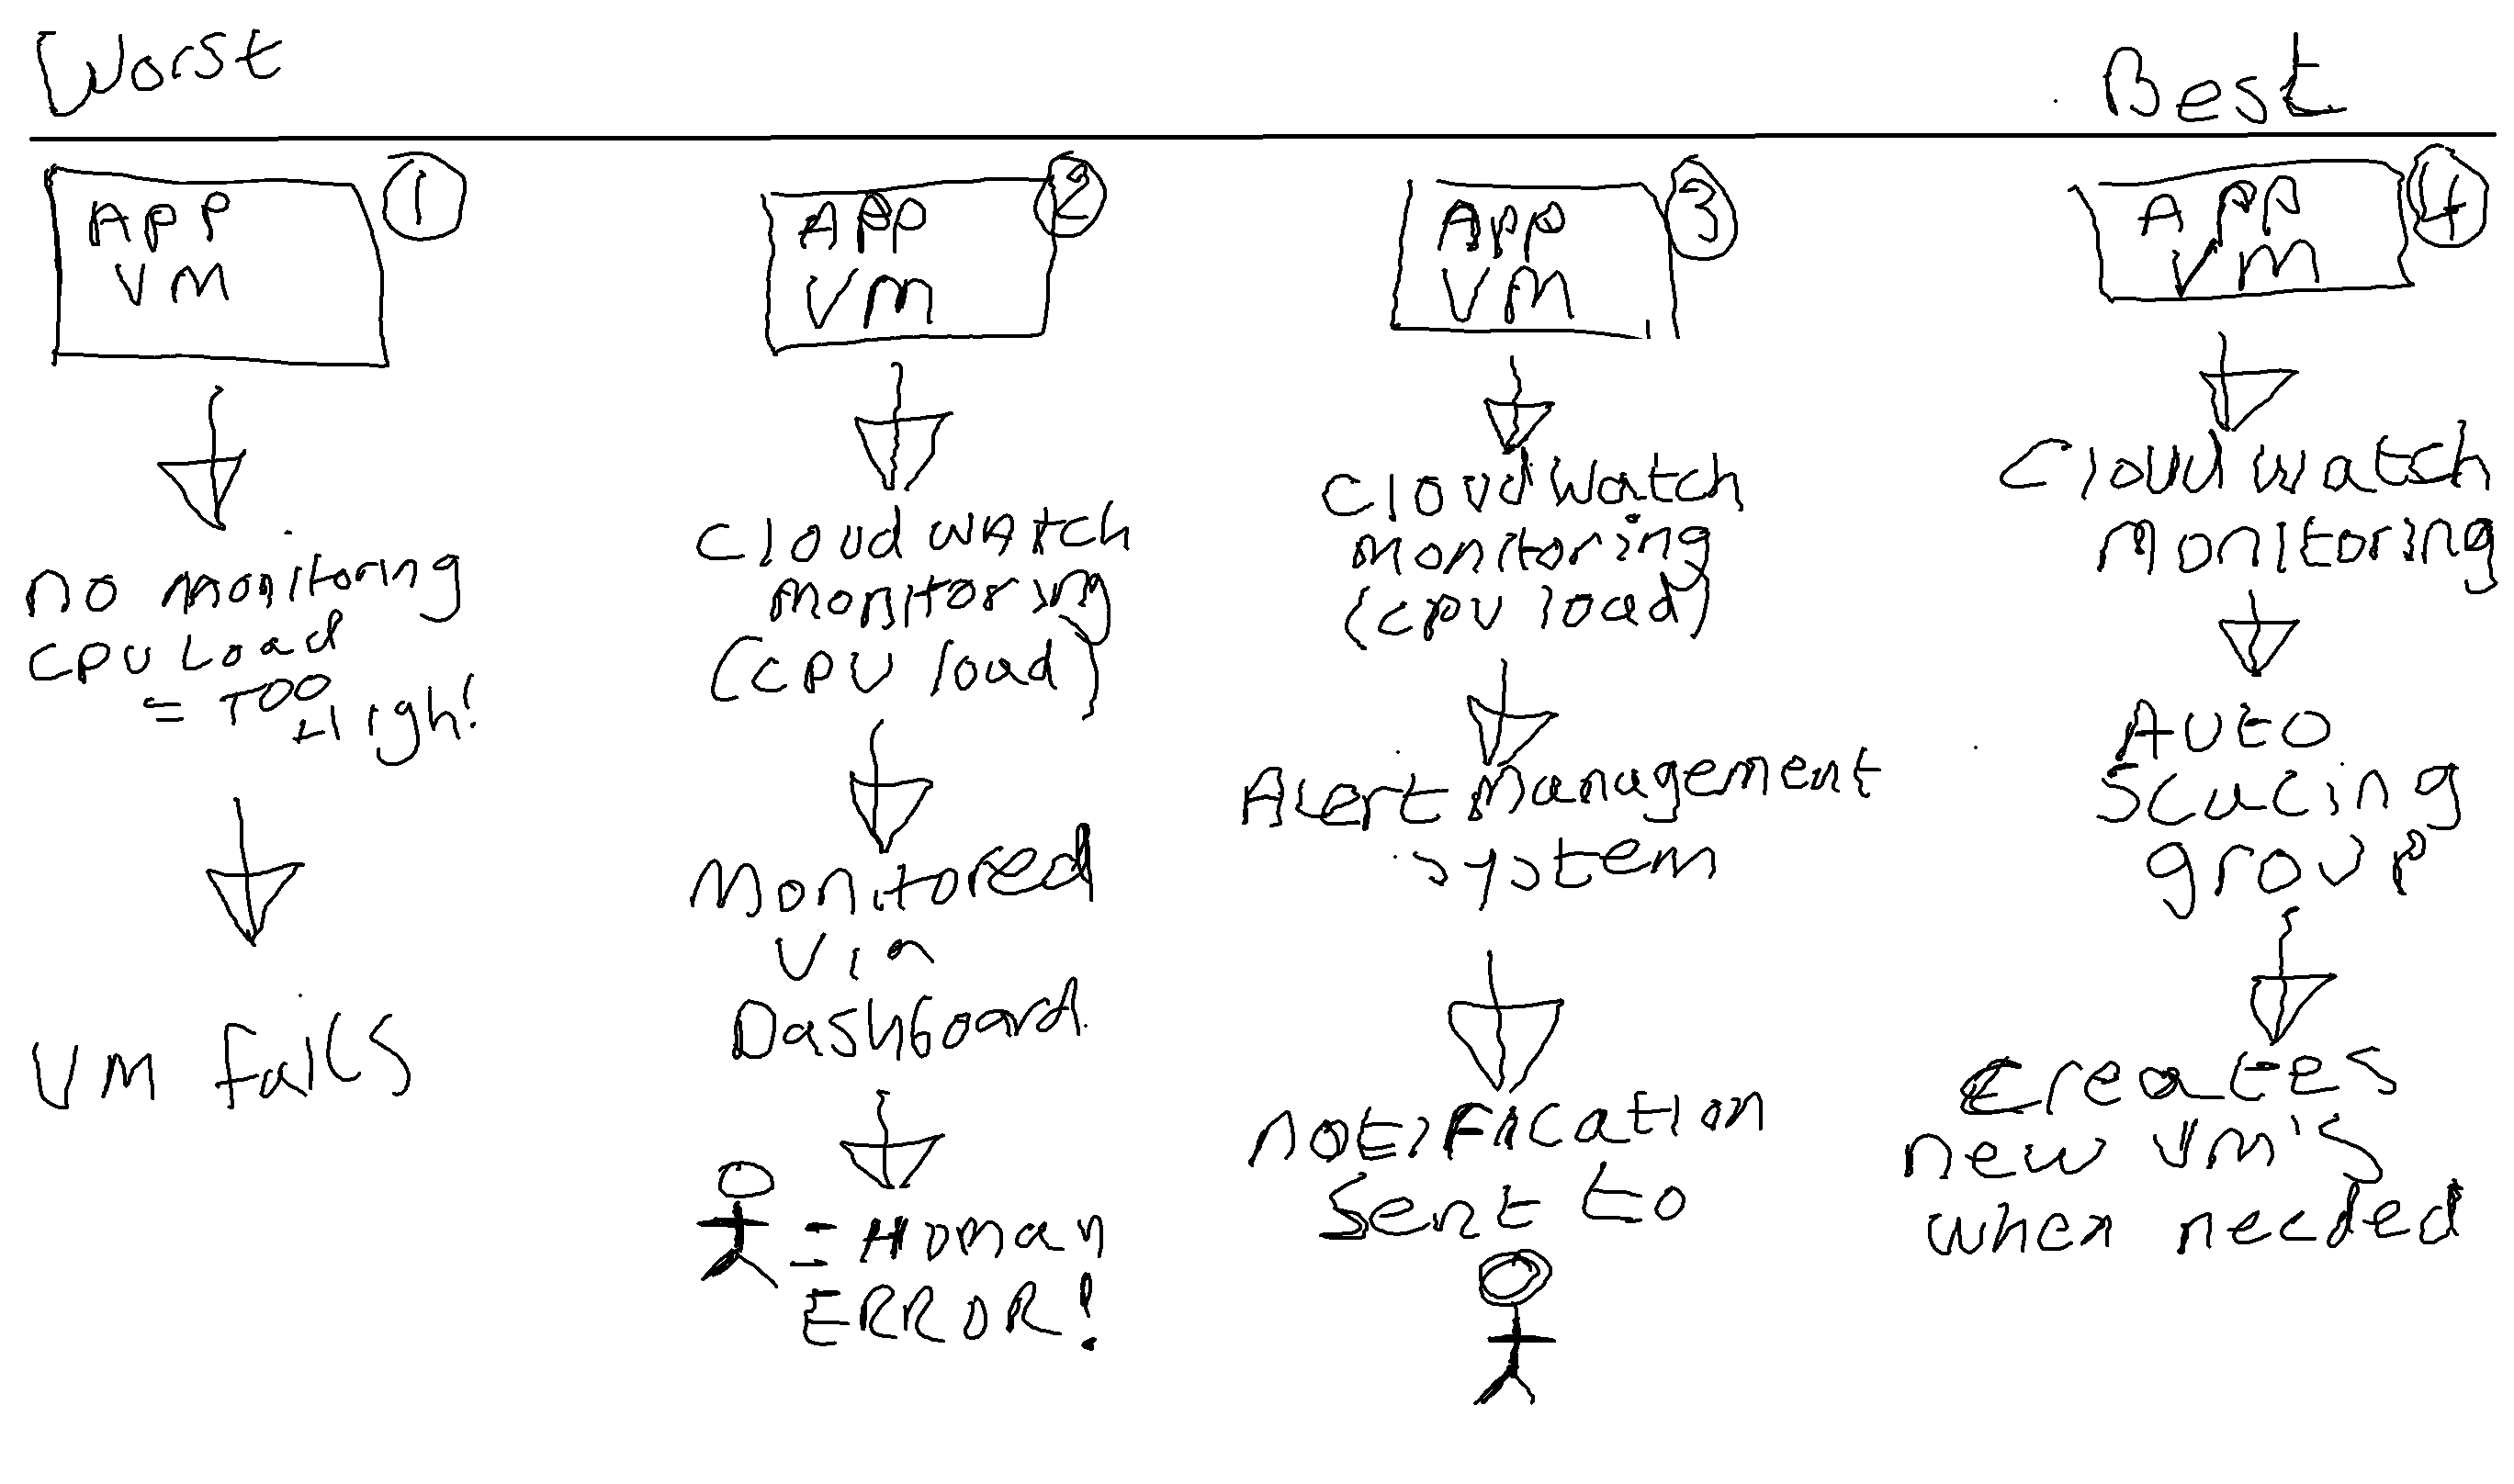 Worst
Best
APP
VM
1
no monitoring
CPU Load
= TOO
High!
VM fails
APP
VM
2
Cloud WAtch
monitoring
(CPU load)
Monitored
via
Dashboard
= Human
ERROR!
App
VM
3
Cloud Watch
monitoring
(cpu load)
Alert Management
system
notification
Sent to
App
VM
4
Cloud watch
monitoring
Auto
Scaling
group
Creates
new VM's
when needed